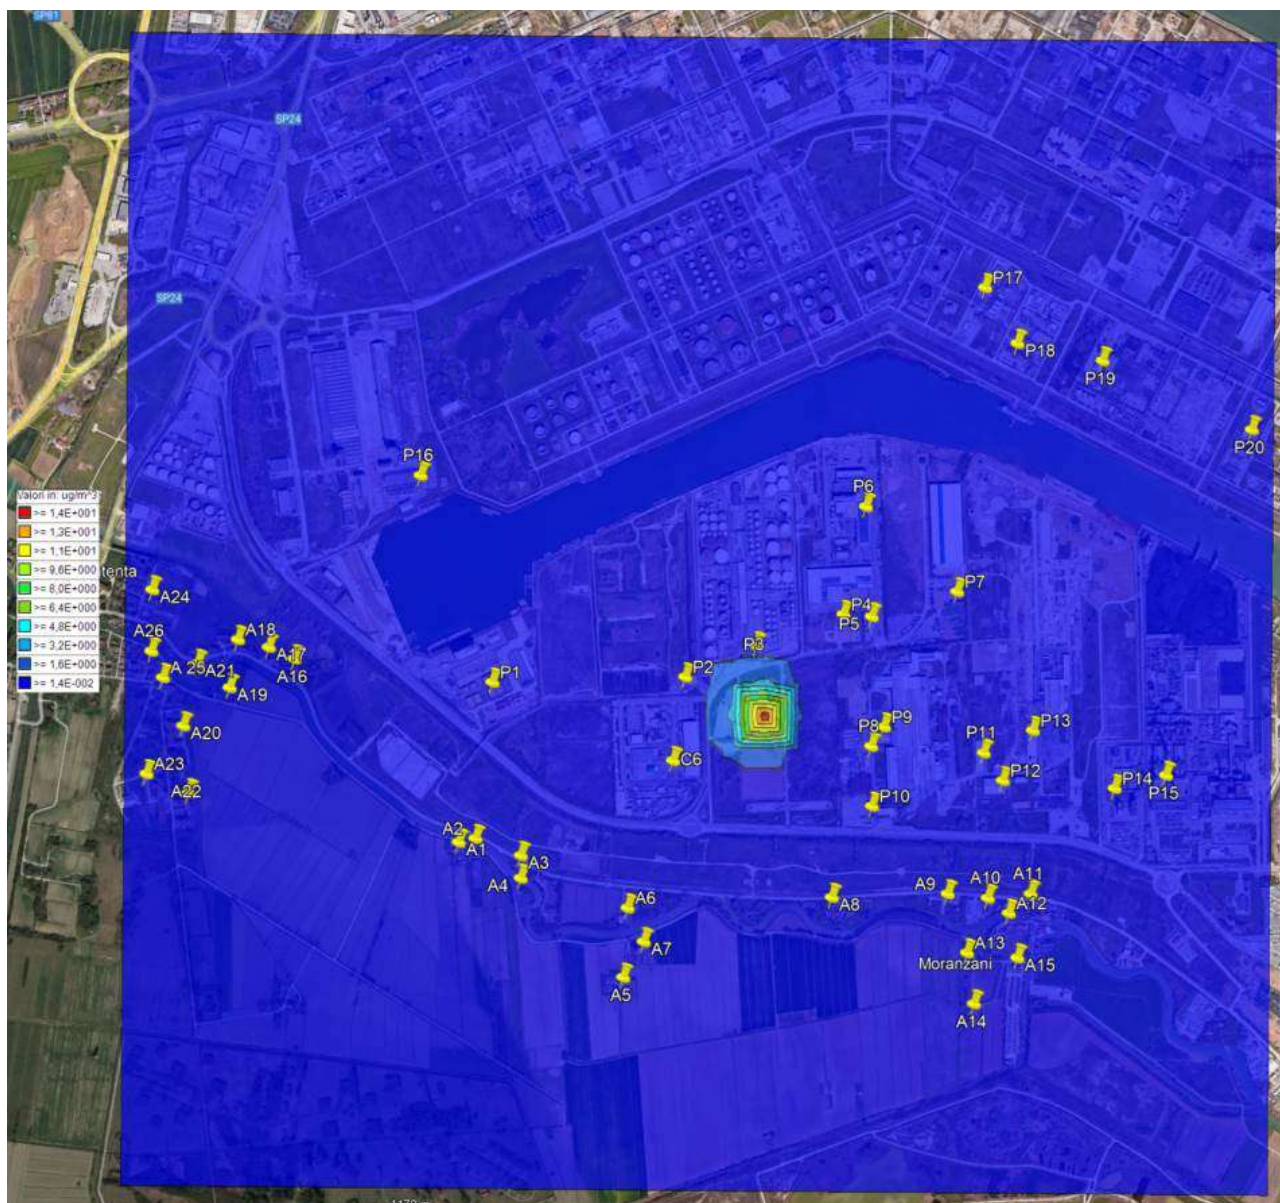 SP81
SP24
SP24
P17
P18
P19
P20
P16
P6
Valori in: ug/m^3
>= 1,4E+001
>= 1,3E+001
>= 1,1E+001
>= 9,6E+000
>= 8,0E+000
>= 6,4E+000
>= 4,8E+000
>= 3,2E+000
>= 1,6E+000
>= 1,4E-002
tenta
A24
P7
P4
P5
A26
A18
A17
A 25
A21
A16
A19
P3
P2
P1
A20
P9
P8
P13
P11
P12
C6
A23
A22
P14
P15
P10
A2
A1
A3
A4
A6
A8
A9
A10
A11
A12
A7
A13
Moranzani
A15
A5
A14